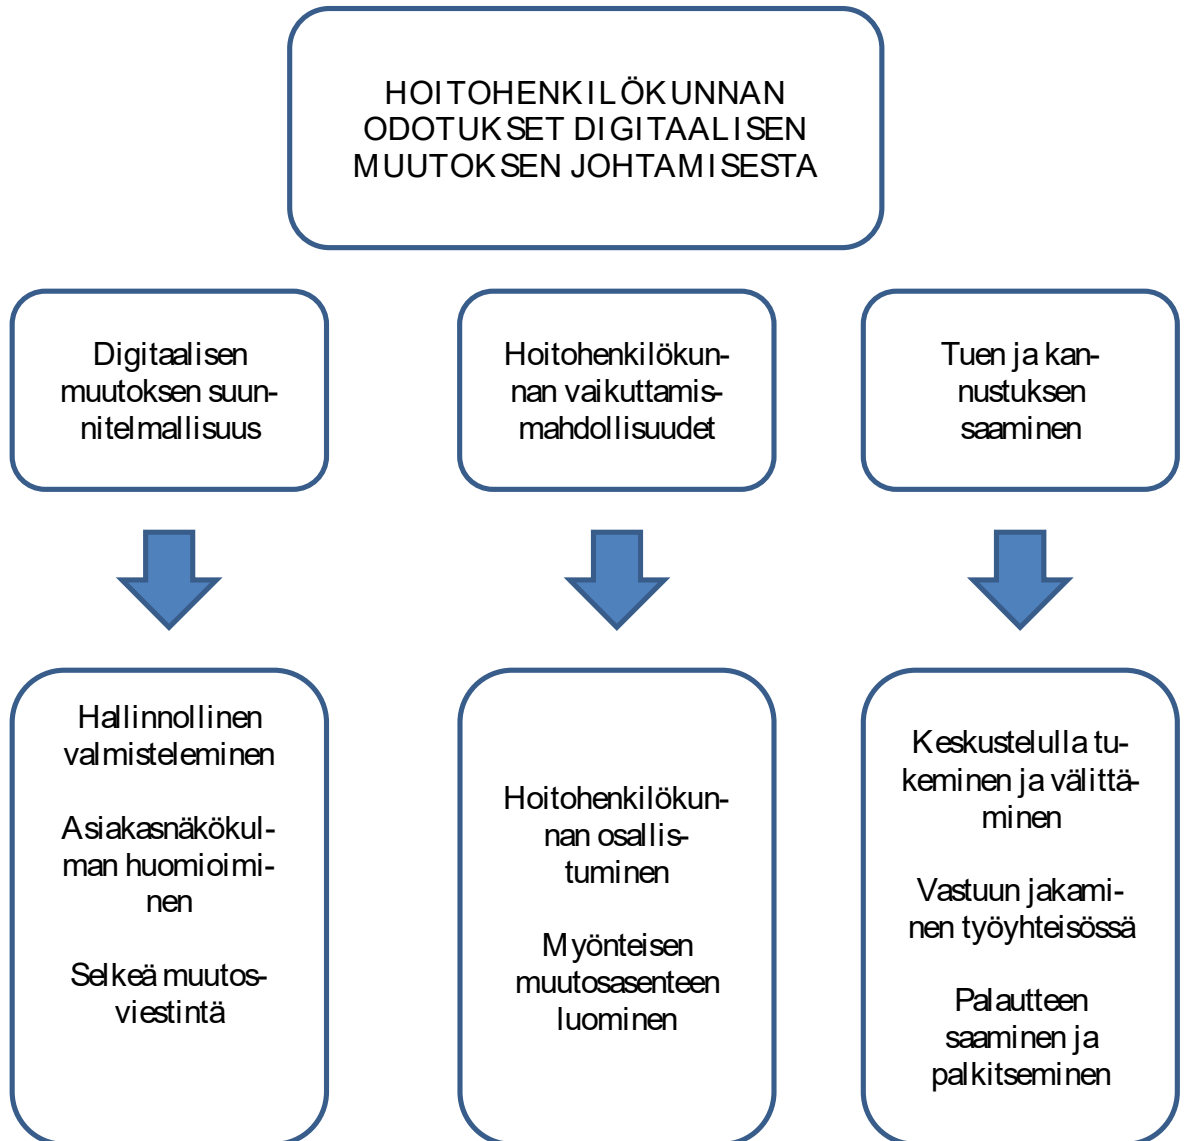 HOITOHENKILÖKUNNAN
ODOTUKSET DIGITAALISEN
MUUTOKSEN JOHTAMISESTA
Digitaalisen
muutoksen suun-
nitelmallisuus
Hoitohenkilökun-
nan vaikuttamis-
mahdollisuudet
Tuen ja kan-
nustuksen
saaminen
Hallinnollinen
valmisteleminen
Asiakasnäkökul-
man huomioimi-
nen
Selkeä muutos-
viestintä
Hoitohenkilökun-
nan osallis-
tuminen
Myönteisen
muutosasenteen
luominen
Keskustelulla tu-
keminen ja välittä-
minen
Vastuun jakami-
nen työyhteisössä
Palautteen
saaminen ja
palkitseminen